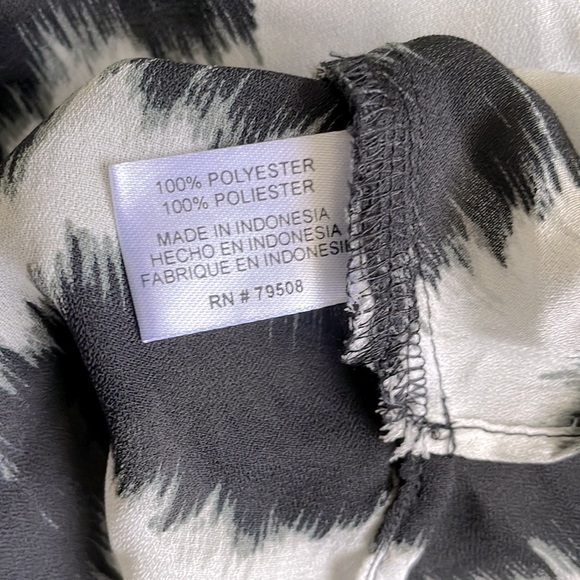 100% POLYESTER
100% POLIESTER
MADE IN INDONESIA
HECHO EN INDONESIA
FABRIQUE EN INDONESIE
RN # 79508